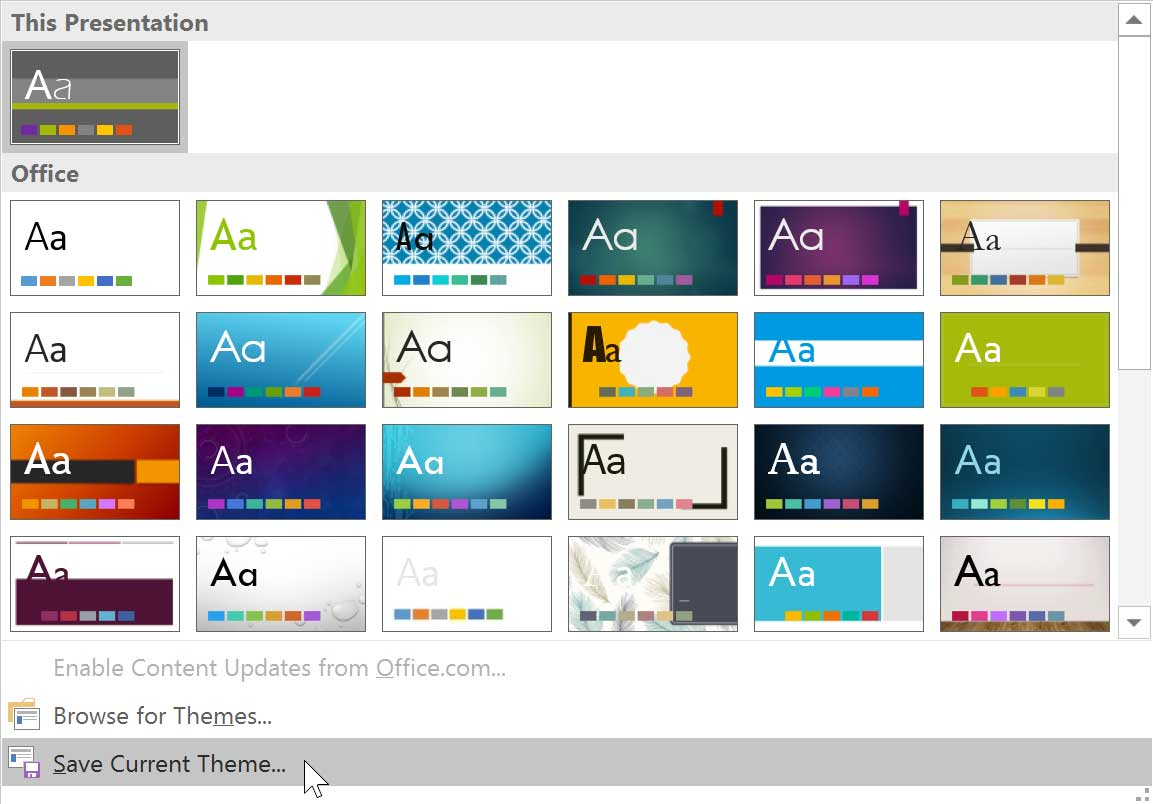 This Presentation
Aa
Office
Aa Aa Aa Aa Aa Aa
Aa Aa Aa Aa Aa Aa
Aa Aa Aa Aa Aa Aa
Aa Aa Aa Aa Aa Aa
Enable Content Updates from Office.com...
Browse for Themes...
Save Current Theme...